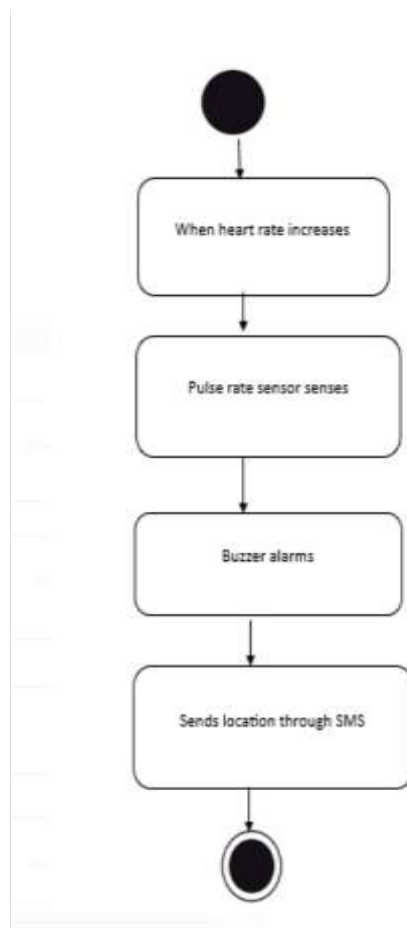 When heart rate increases
Pulse rate sensor senses
Buzzer alarms
Sends location through SMS